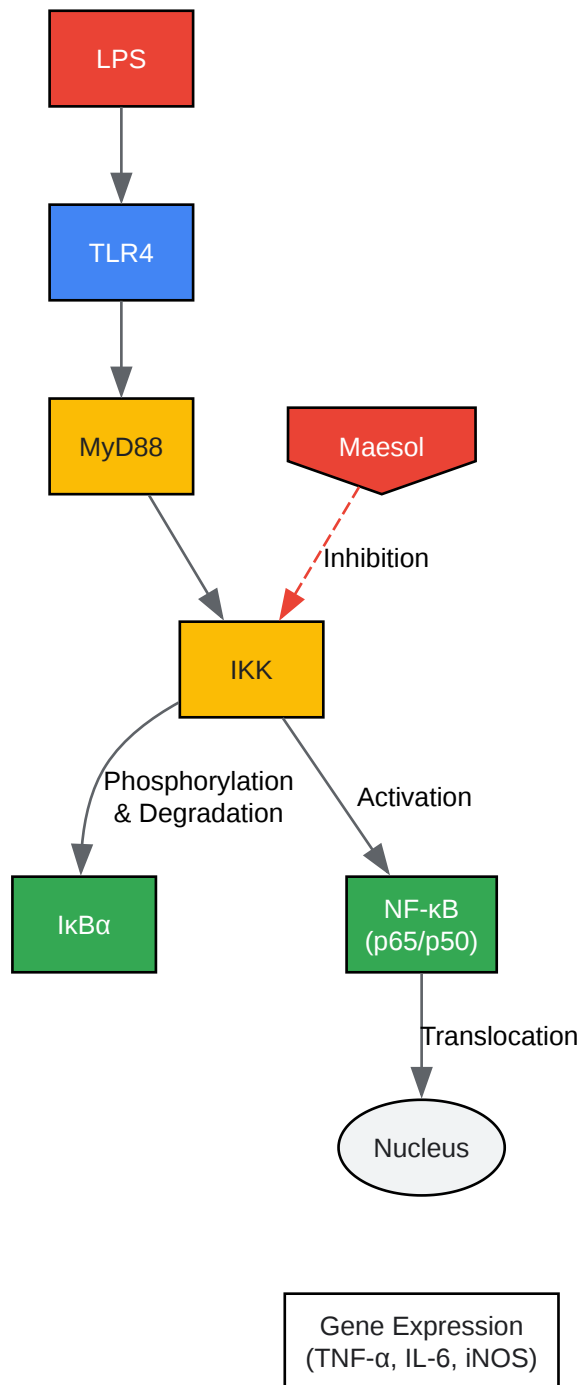 LPS
TLR4
MyD88
Maesol
Inhibition
IKK
Phosphorylation
& Degradation
Activation
IκBα
NF-κB
(p65/p50)
Translocation
Nucleus
Gene Expression
(TNF-α, IL-6, iNOS)